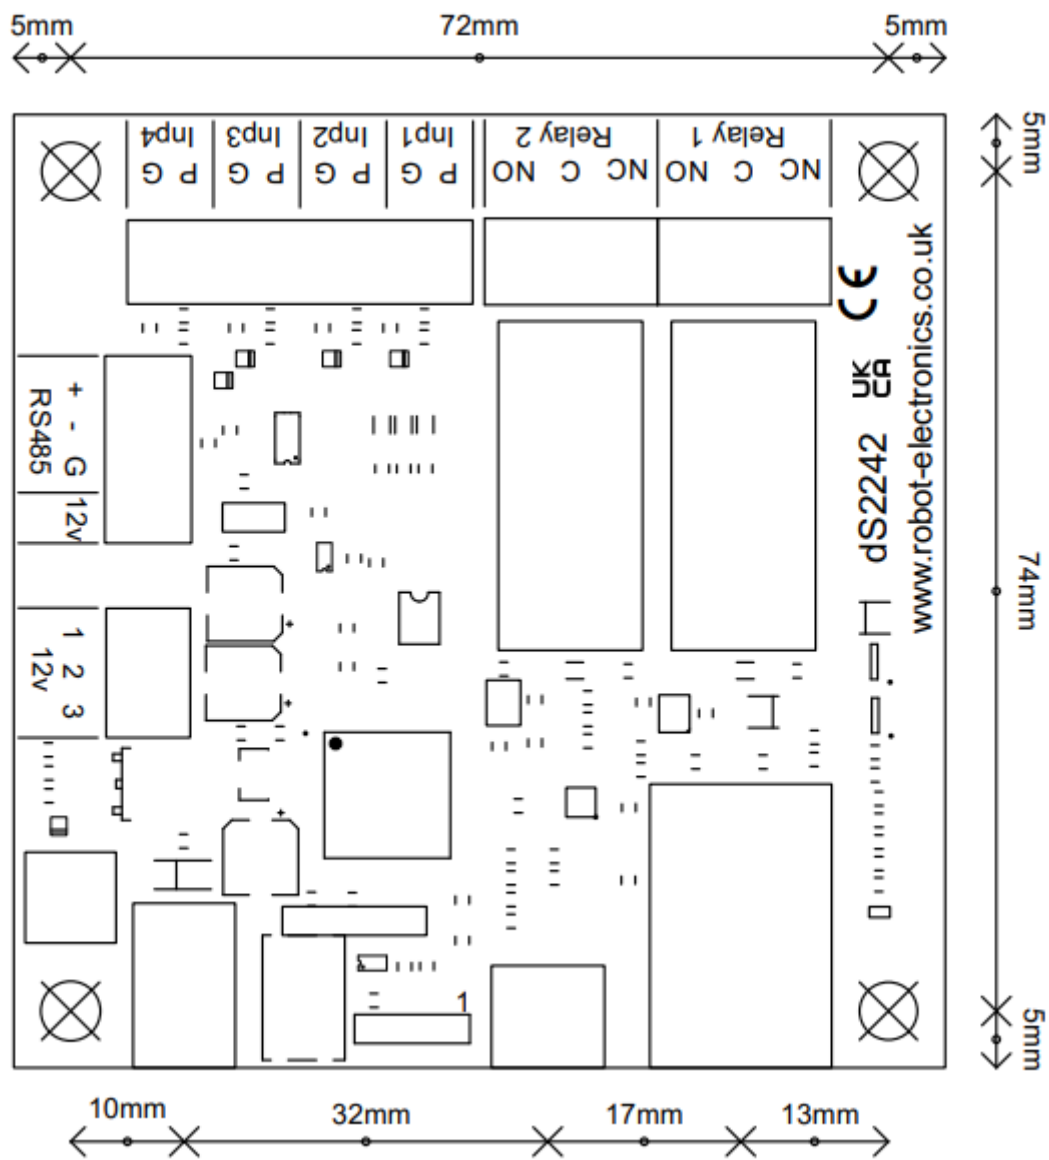 5mm 72mm 5mm
Inp4 Inp3 Inp2 Inp1 Relay 2 Relay 1
G P G P G P G P NO C NC NO C NC
5mm
CE
www.robot-electronics.co.uk
UK
CA
dS2242
+ - G
RS485
12v
1 2 3
12v
74mm
1
5mm
10mm 32mm 17mm 13mm